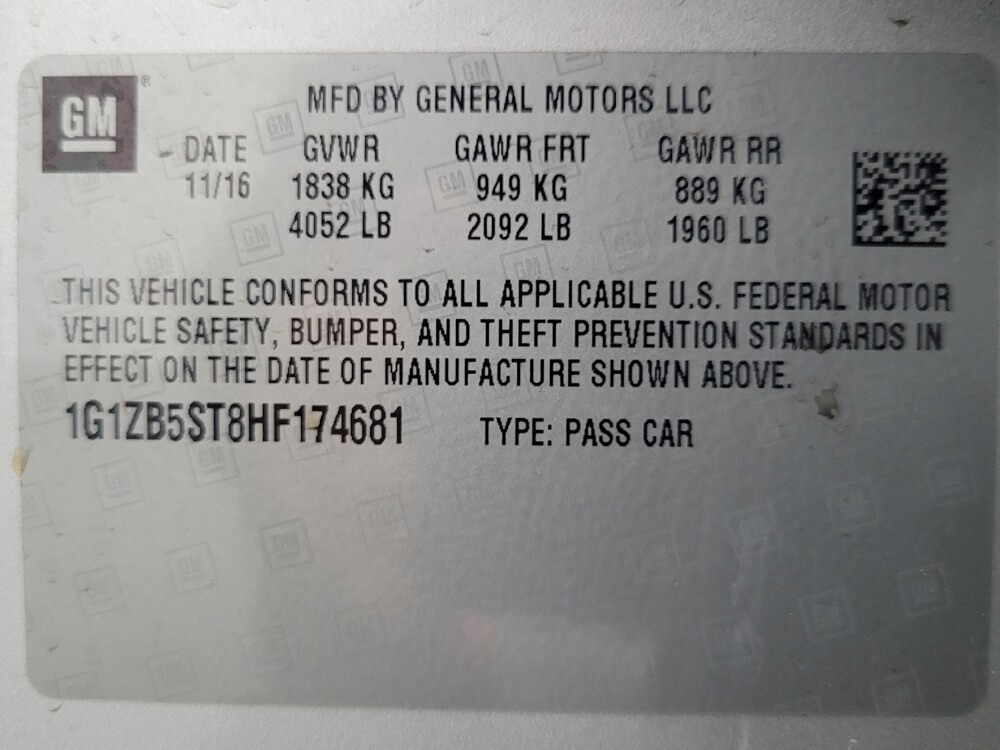 GM ®
MFD BY GENERAL MOTORS LLC
DATE GVWR GAWR FRT GAWR RR
11/16 1838 KG 949 KG 889 KG
4052 LB 2092 LB 1960 LB
THIS VEHICLE CONFORMS TO ALL APPLICABLE U.S. FEDERAL MOTOR
VEHICLE SAFETY, BUMPER, AND THEFT PREVENTION STANDARDS IN
EFFECT ON THE DATE OF MANUFACTURE SHOWN ABOVE.
1G1ZB5ST8HF174681 TYPE: PASS CAR